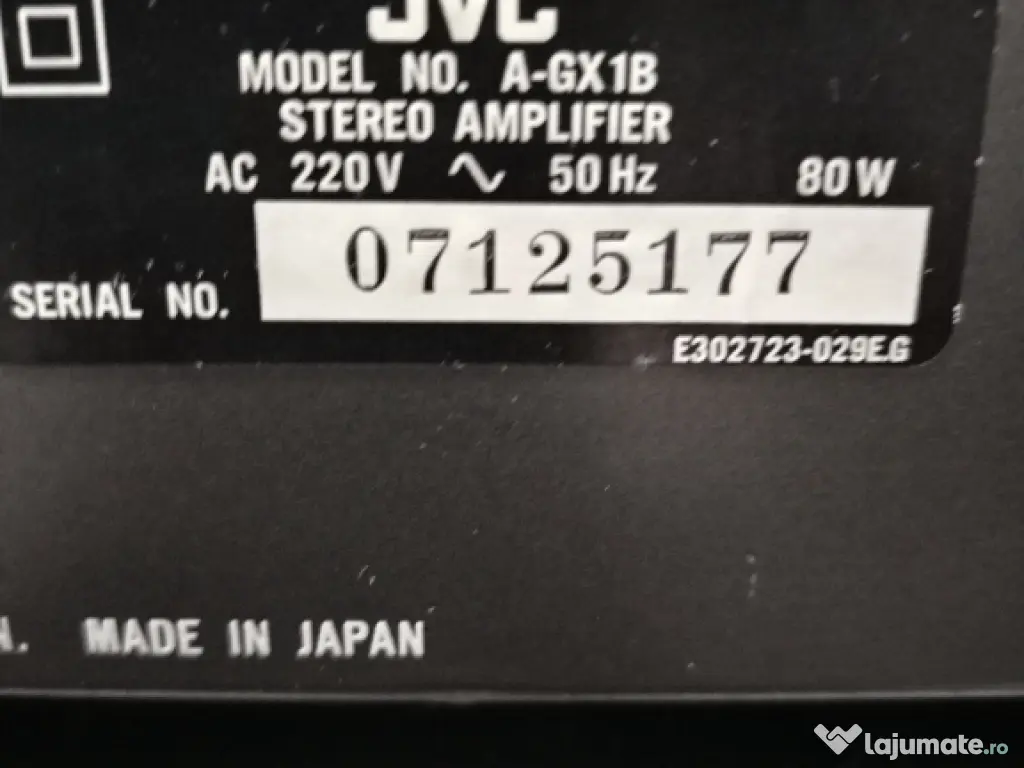 JVC
MODEL NO. A-GX1B
STEREO AMPLIFIER
AC 220V ∿ 50Hz 80W
SERIAL NO. 07125177
E302723-029E.G
N. MADE IN JAPAN
lajumate.ro